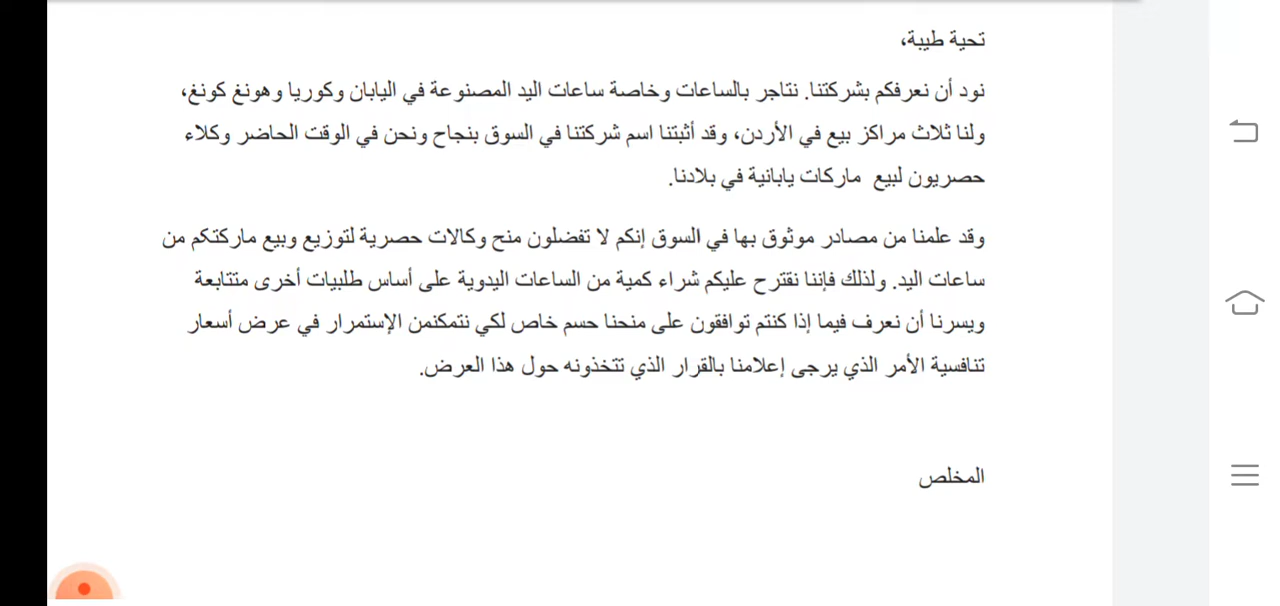 تحية طيبة،
نود أن نعرفكم بشركتنا. نتاجر بالساعات وخاصة ساعات اليد المصنوعة في اليابان وكوريا وهونغ كونغ،
ولنا ثلاث مراكز بيع في الأردن، وقد أثبتنا اسم شركتنا في السوق بنجاح ونحن في الوقت الحاضر وكلاء
حصريون لبيع ماركات يابانية في بلادنا.
وقد علمنا من مصادر موثوق بها في السوق إنكم لا تفضلون منح وكالات حصرية لتوزيع وبيع ماركتكم من
ساعات اليد. ولذلك فإننا نقترح عليكم شراء كمية من الساعات اليدوية على أساس طلبيات أخرى متتابعة
ويسرنا أن نعرف فيما إذا كنتم توافقون على منحنا حسم خاص لكي نتمكنمن الإستمرار في عرض أسعار
تنافسية الأمر الذي يرجى إعلامنا بالقرار الذي تتخذونه حول هذا العرض.
المخلص